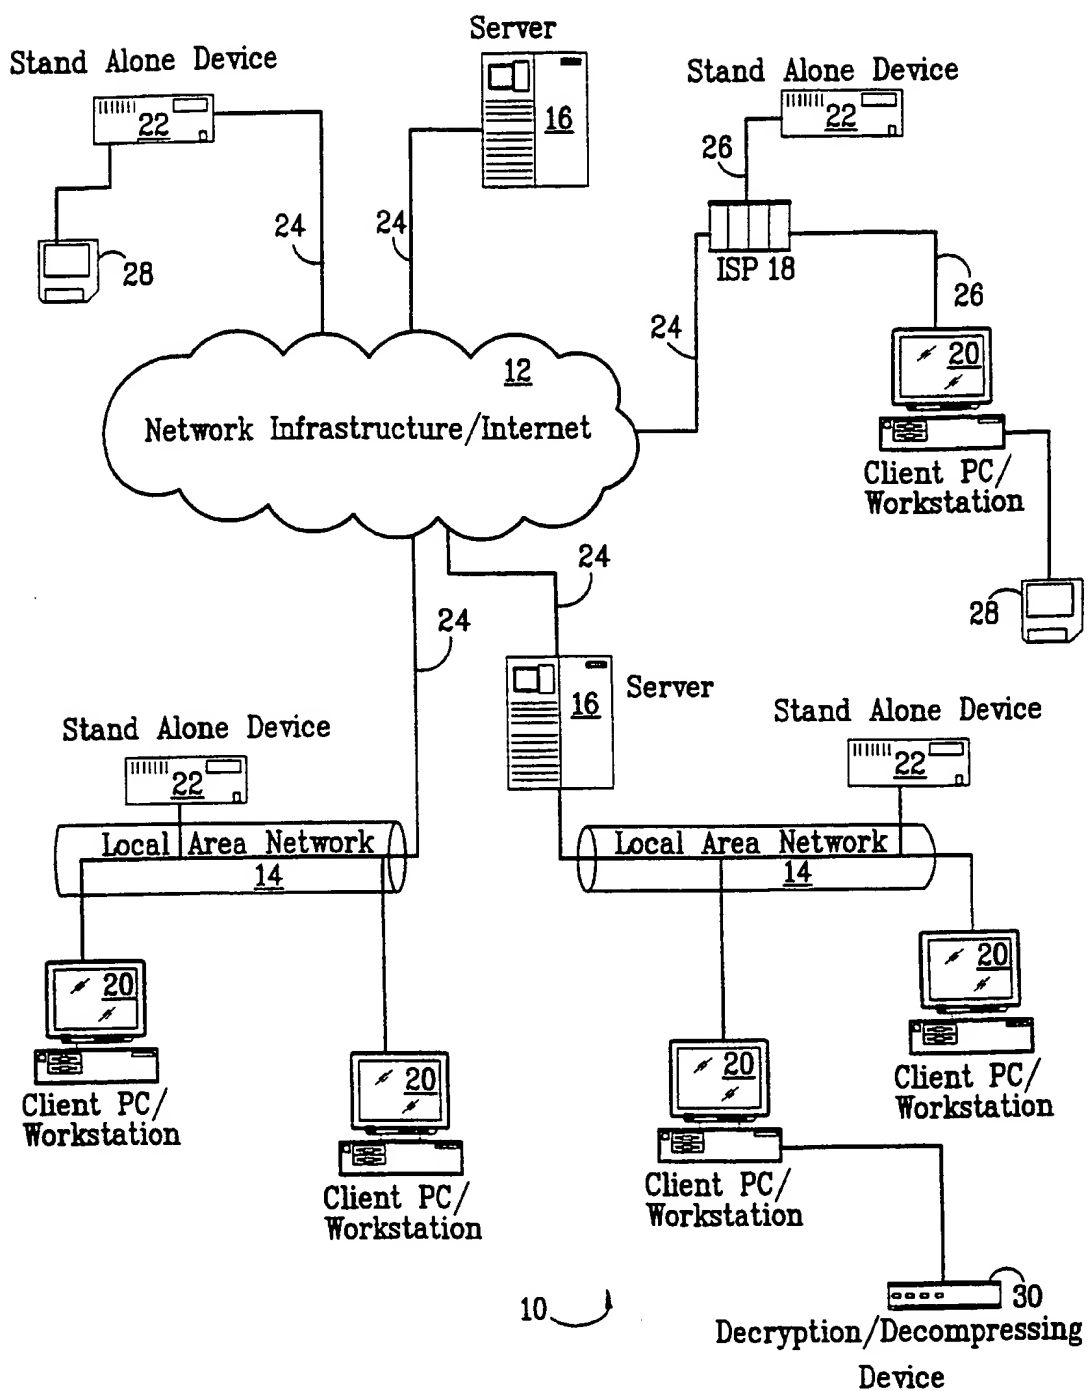 Server
Stand Alone Device
22
16
Stand Alone Device
22
26
24
24
28
ISP 18
26
24
12
20
Network Infrastructure/Internet
Client PC/
Workstation
24
28
24
Server
16
Stand Alone Device
22
Stand Alone Device
22
Local Area Network
14
Local Area Network
14
20
20
Client PC/
Workstation
20
Client PC/
Workstation
20
Client PC/
Workstation
Client PC/
Workstation
10
30
Decryption/Decompressing
Device